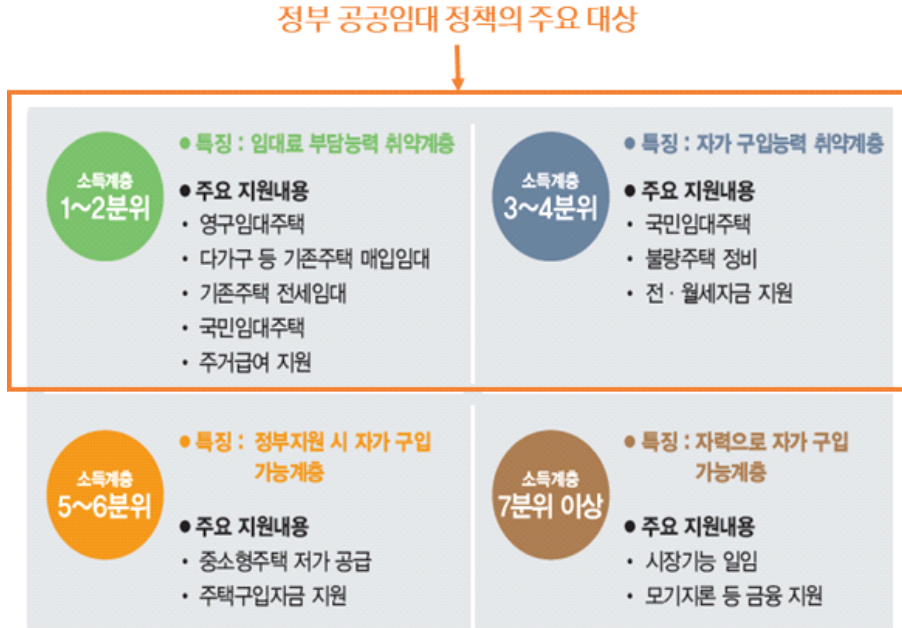 정부 공공임대 정책의 주요 대상
소득계층
1~2분위
● 특징 : 임대료 부담능력 취약계층
● 주요 지원내용
• 영구임대주택
• 다가구 등 기존주택 매입임대
• 기존주택 전세임대
• 국민임대주택
• 주거급여 지원
소득계층
3~4분위
● 특징 : 자가 구입능력 취약계층
● 주요 지원내용
• 국민임대주택
• 불량주택 정비
• 전 · 월세자금 지원
소득계층
5~6분위
● 특징 : 정부지원 시 자가 구입
가능계층
● 주요 지원내용
• 중소형주택 저가 공급
• 주택구입자금 지원
소득계층
7분위 이상
● 특징 : 자력으로 자가 구입
가능계층
● 주요 지원내용
• 시장기능 일임
• 모기지론 등 금융 지원